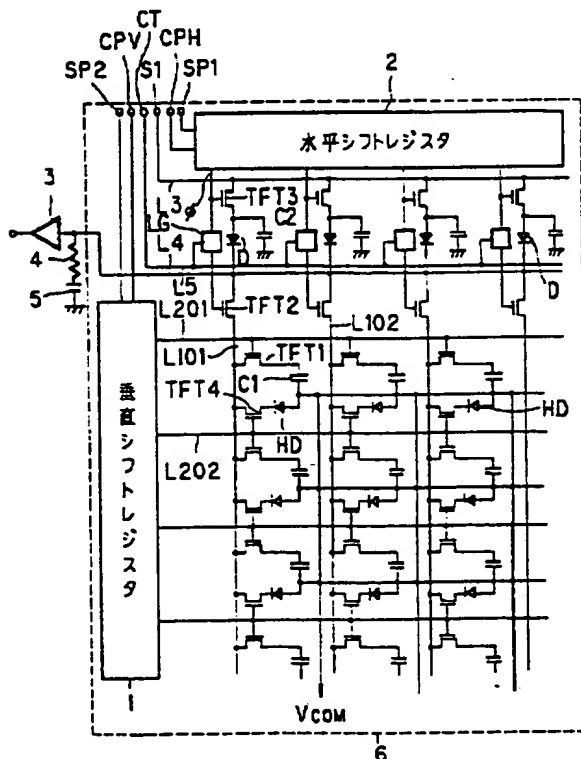 CT
CPV CPH
SP2 S1 SP1
2
水平シフトレジスタ
3
L3 TFT3
φ C2
G
4 L4 D
5 L5 D
L201 TFT2
L101 L102
TFT1
C1
TFT4
HD HD
L202
垂直シフトレジスタ
1
VCOM
6